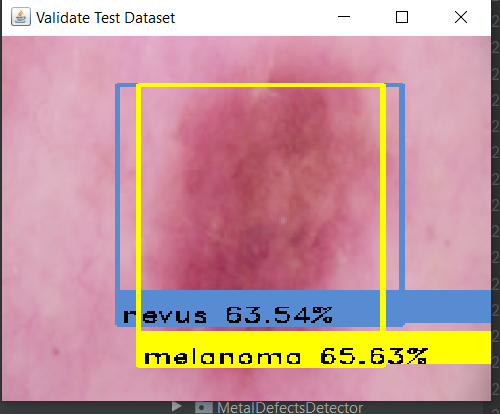 Validate Test Dataset
nevus 63.54%
melanoma 65.63%
MetalDefectsDetector